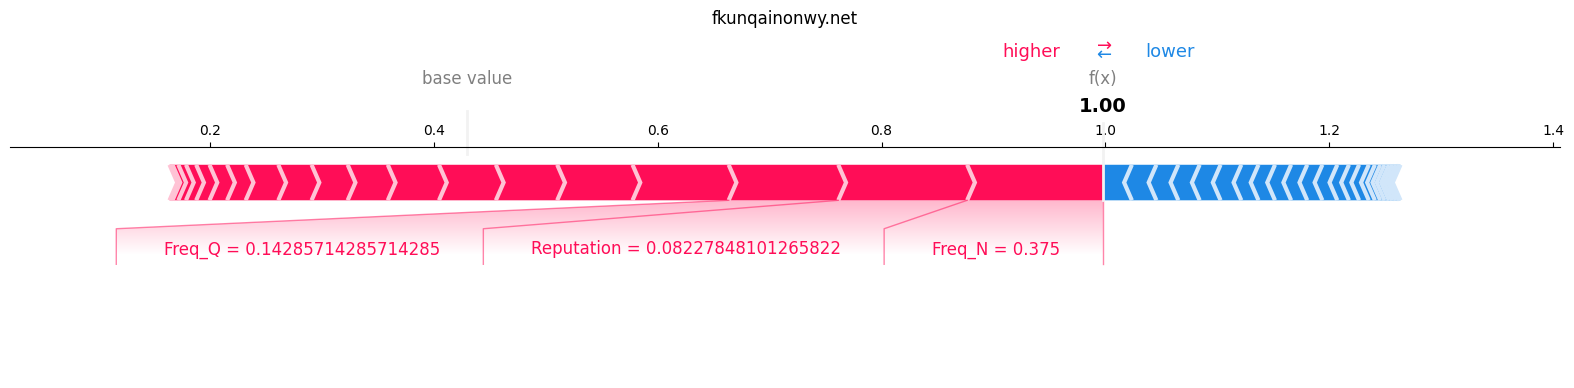 fkunqainonwy.net
higher ⇄ lower
base value f(x)
1.00
0.2 0.4 0.6 0.8 1.0 1.2 1.4
Freq_Q = 0.14285714285714285 Reputation = 0.08227848101265822 Freq_N = 0.375